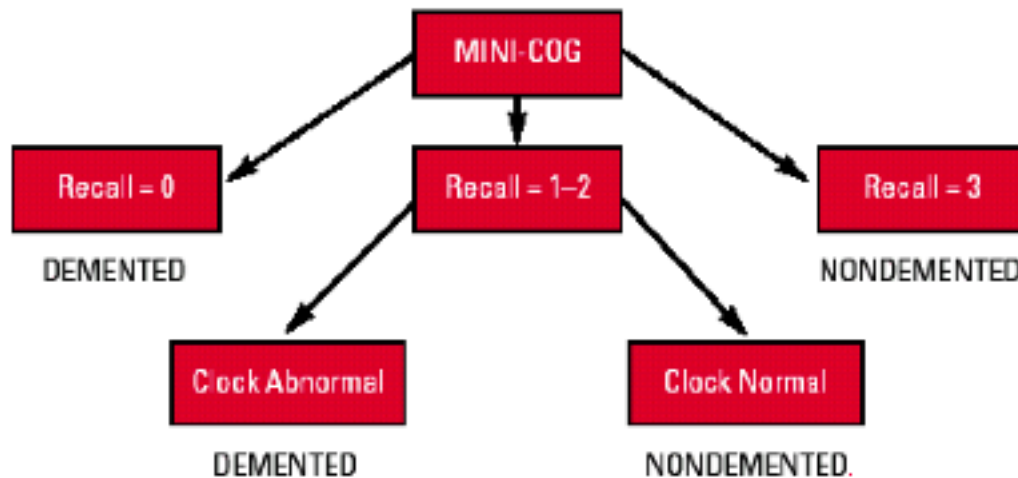 MINI-COG
Recall = 0
Recall = 1–2
Recall = 3
DEMENTED
NONDEMENTED
Clock Abnormal
Clock Normal
DEMENTED
NONDEMENTED.